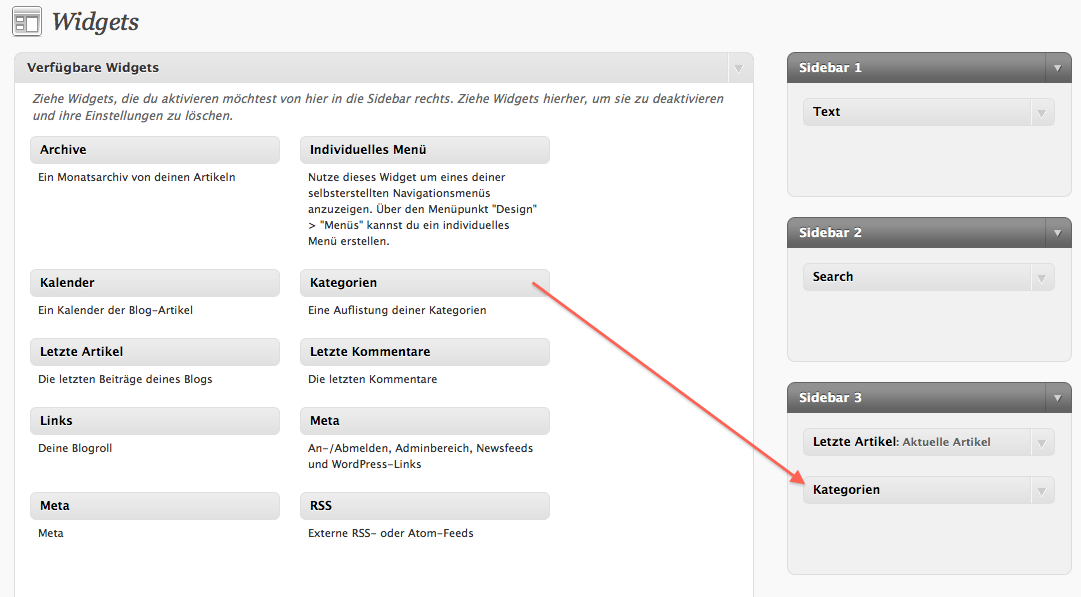 Widgets
Verfügbare Widgets
Ziehe Widgets, die du aktivieren möchtest von hier in die Sidebar rechts. Ziehe Widgets hierher, um sie zu deaktivieren
und ihre Einstellungen zu löschen.
Archive
Ein Monatsarchiv von deinen Artikeln
Individuelles Menü
Nutze dieses Widget um eines deiner
selbsterstellten Navigationsmenüs
anzuzeigen. Über den Menüpunkt "Design"
> "Menüs" kannst du ein individuelles
Menü erstellen.
Kalender
Ein Kalender der Blog-Artikel
Kategorien
Eine Auflistung deiner Kategorien
Letzte Artikel
Die letzten Beiträge deines Blogs
Letzte Kommentare
Die letzten Kommentare
Links
Deine Blogroll
Meta
An-/Abmelden, Adminbereich, Newsfeeds
und WordPress-Links
Meta
Meta
RSS
Externe RSS- oder Atom-Feeds
Sidebar 1
Text
Sidebar 2
Search
Sidebar 3
Letzte Artikel: Aktuelle Artikel
Kategorien